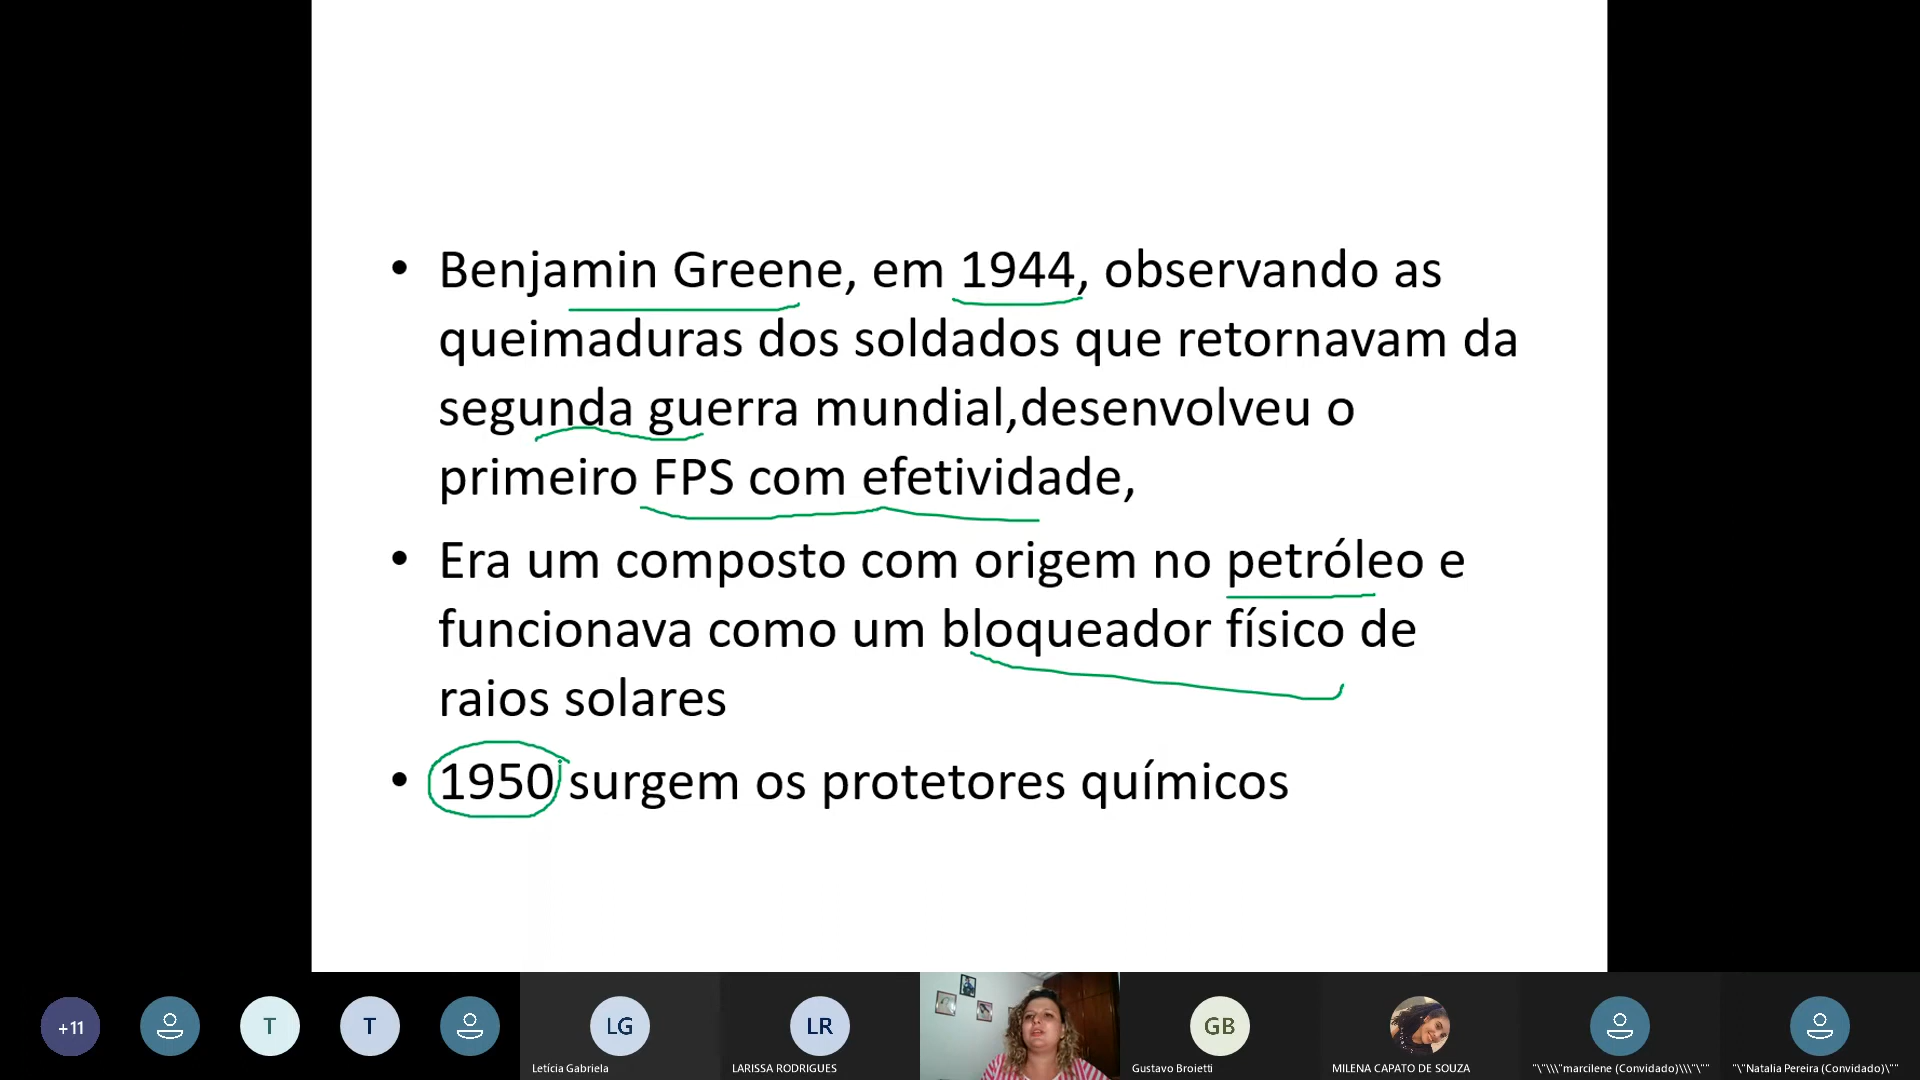 • Benjamin Greene, em 1944, observando as
queimaduras dos soldados que retornavam da
segunda guerra mundial,desenvolveu o
primeiro FPS com efetividade,
• Era um composto com origem no petróleo e
funcionava como um bloqueador físico de
raios solares
• 1950 surgem os protetores químicos
+11
T
T
LG
LR
GB
Letícia Gabriela
LARISSA RODRIGUES
Gustavo Broietti
MILENA CAPATO DE SOUZA
"\"\\\"marcilene (Convidado)\\\"\""
"\"Natalia Pereira (Convidado)\""